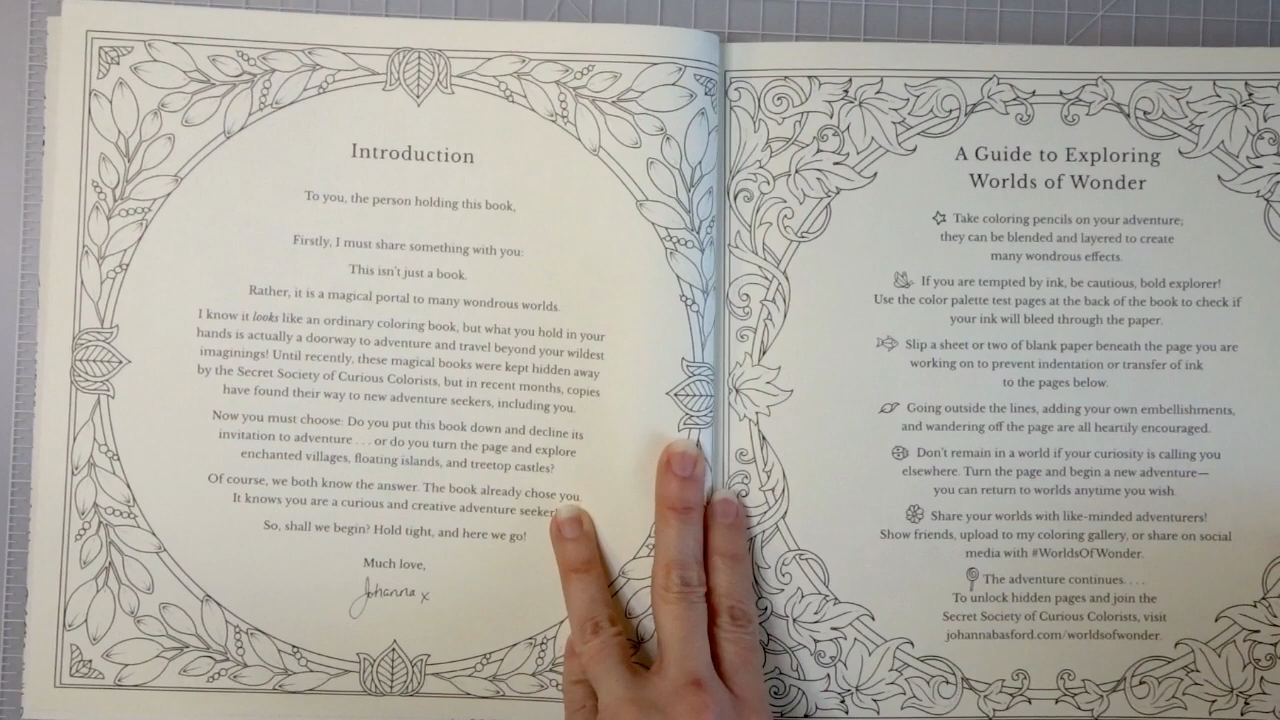 Introduction
To you, the person holding this book,
Firstly, I must share something with you:
This isn't just a book.
Rather, it is a magical portal to many wondrous worlds.
I know it looks like an ordinary coloring book, but what you hold in your
hands is actually a doorway to adventure and travel beyond your wildest
imaginings! Until recently, these magical books were kept hidden away
by the Secret Society of Curious Colorists, but in recent months, copies
have found their way to new adventure seekers, including you.
Now you must choose: Do you put this book down and decline its
invitation to adventure . . . or do you turn the page and explore
enchanted villages, floating islands, and treetop castles?
Of course, we both know the answer. The book already chose you.
It knows you are a curious and creative adventure seeker!
So, shall we begin? Hold tight, and here we go!
Much love,
Johanna x
A Guide to Exploring
Worlds of Wonder
Take coloring pencils on your adventure;
they can be blended and layered to create
many wondrous effects.
If you are tempted by ink, be cautious, bold explorer!
Use the color palette test pages at the back of the book to check if
your ink will bleed through the paper.
Slip a sheet or two of blank paper beneath the page you are
working on to prevent indentation or transfer of ink
to the pages below.
Going outside the lines, adding your own embellishments,
and wandering off the page are all heartily encouraged.
Don't remain in a world if your curiosity is calling you
elsewhere. Turn the page and begin a new adventure—
you can return to worlds anytime you wish.
Share your worlds with like-minded adventurers!
Show friends, upload to my coloring gallery, or share on social
media with #WorldsOfWonder.
The adventure continues. . . .
To unlock hidden pages and join the
Secret Society of Curious Colorists, visit
johannabasford.com/worldsofwonder.